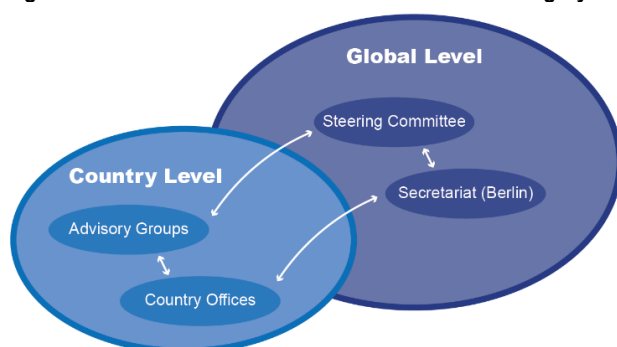 Global Level
Steering Committee
Secretariat (Berlin)
Country Level
Advisory Groups
Country Offices